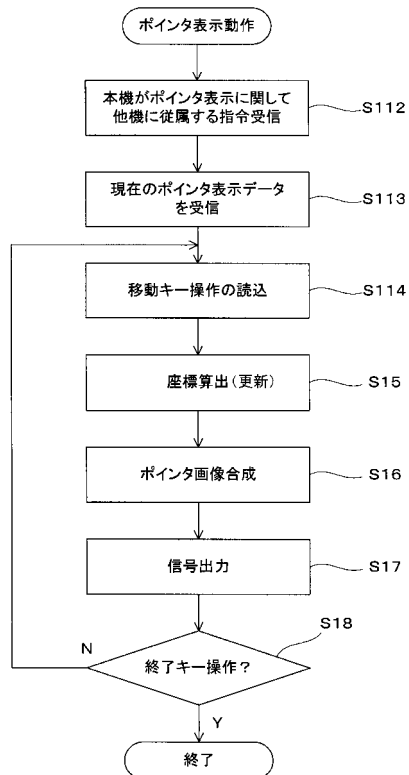 ポインタ表示動作
本機がポインタ表示に関して
他機に従属する指令受信
S112
現在のポインタ表示データ
を受信
S113
移動キー操作の読込
S114
座標算出(更新)
S15
ポインタ画像合成
S16
信号出力
S17
S18
N
終了キー操作?
Y
終了